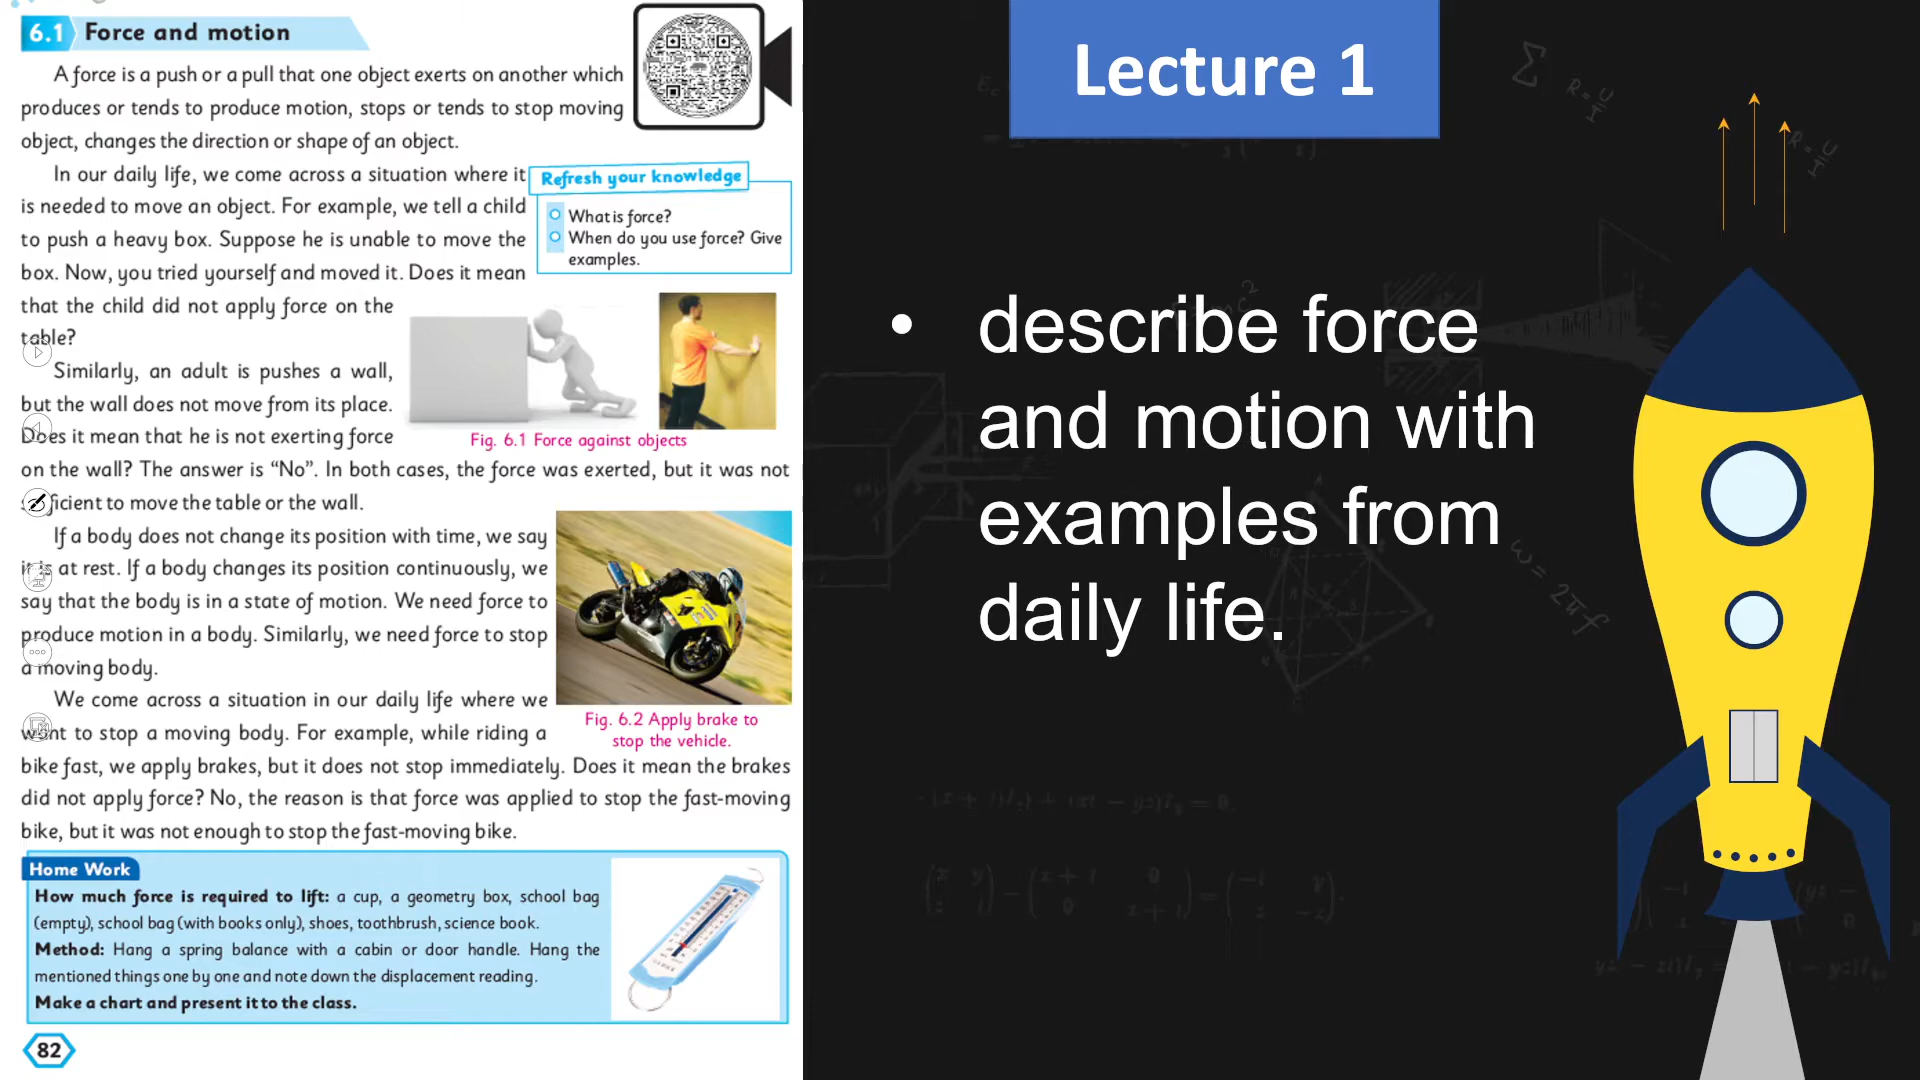 6.1 Force and motion
A force is a push or a pull that one object exerts on another which
produces or tends to produce motion, stops or tends to stop moving
object, changes the direction or shape of an object.
In our daily life, we come across a situation where it
is needed to move an object. For example, we tell a child
to push a heavy box. Suppose he is unable to move the
box. Now, you tried yourself and moved it. Does it mean
that the child did not apply force on the
table?
Refresh your knowledge
What is force?
When do you use force? Give
examples.
Similarly, an adult is pushes a wall,
but the wall does not move from its place.
Does it mean that he is not exerting force
on the wall? The answer is “No”. In both cases, the force was exerted, but it was not
sufficient to move the table or the wall.
Fig. 6.1 Force against objects
If a body does not change its position with time, we say
it is at rest. If a body changes its position continuously, we
say that the body is in a state of motion. We need force to
produce motion in a body. Similarly, we need force to stop
a moving body.
We come across a situation in our daily life where we
want to stop a moving body. For example, while riding a
bike fast, we apply brakes, but it does not stop immediately. Does it mean the brakes
did not apply force? No, the reason is that force was applied to stop the fast-moving
bike, but it was not enough to stop the fast-moving bike.
Fig. 6.2 Apply brake to
stop the vehicle.
Home Work
How much force is required to lift: a cup, a geometry box, school bag
(empty), school bag (with books only), shoes, toothbrush, science book.
Method: Hang a spring balance with a cabin or door handle. Hang the
mentioned things one by one and note down the displacement reading.
Make a chart and present it to the class.
82
Lecture 1
• describe force
and motion with
examples from
daily life.
Σ
R = U/I
R = U/I
ω = 2πf